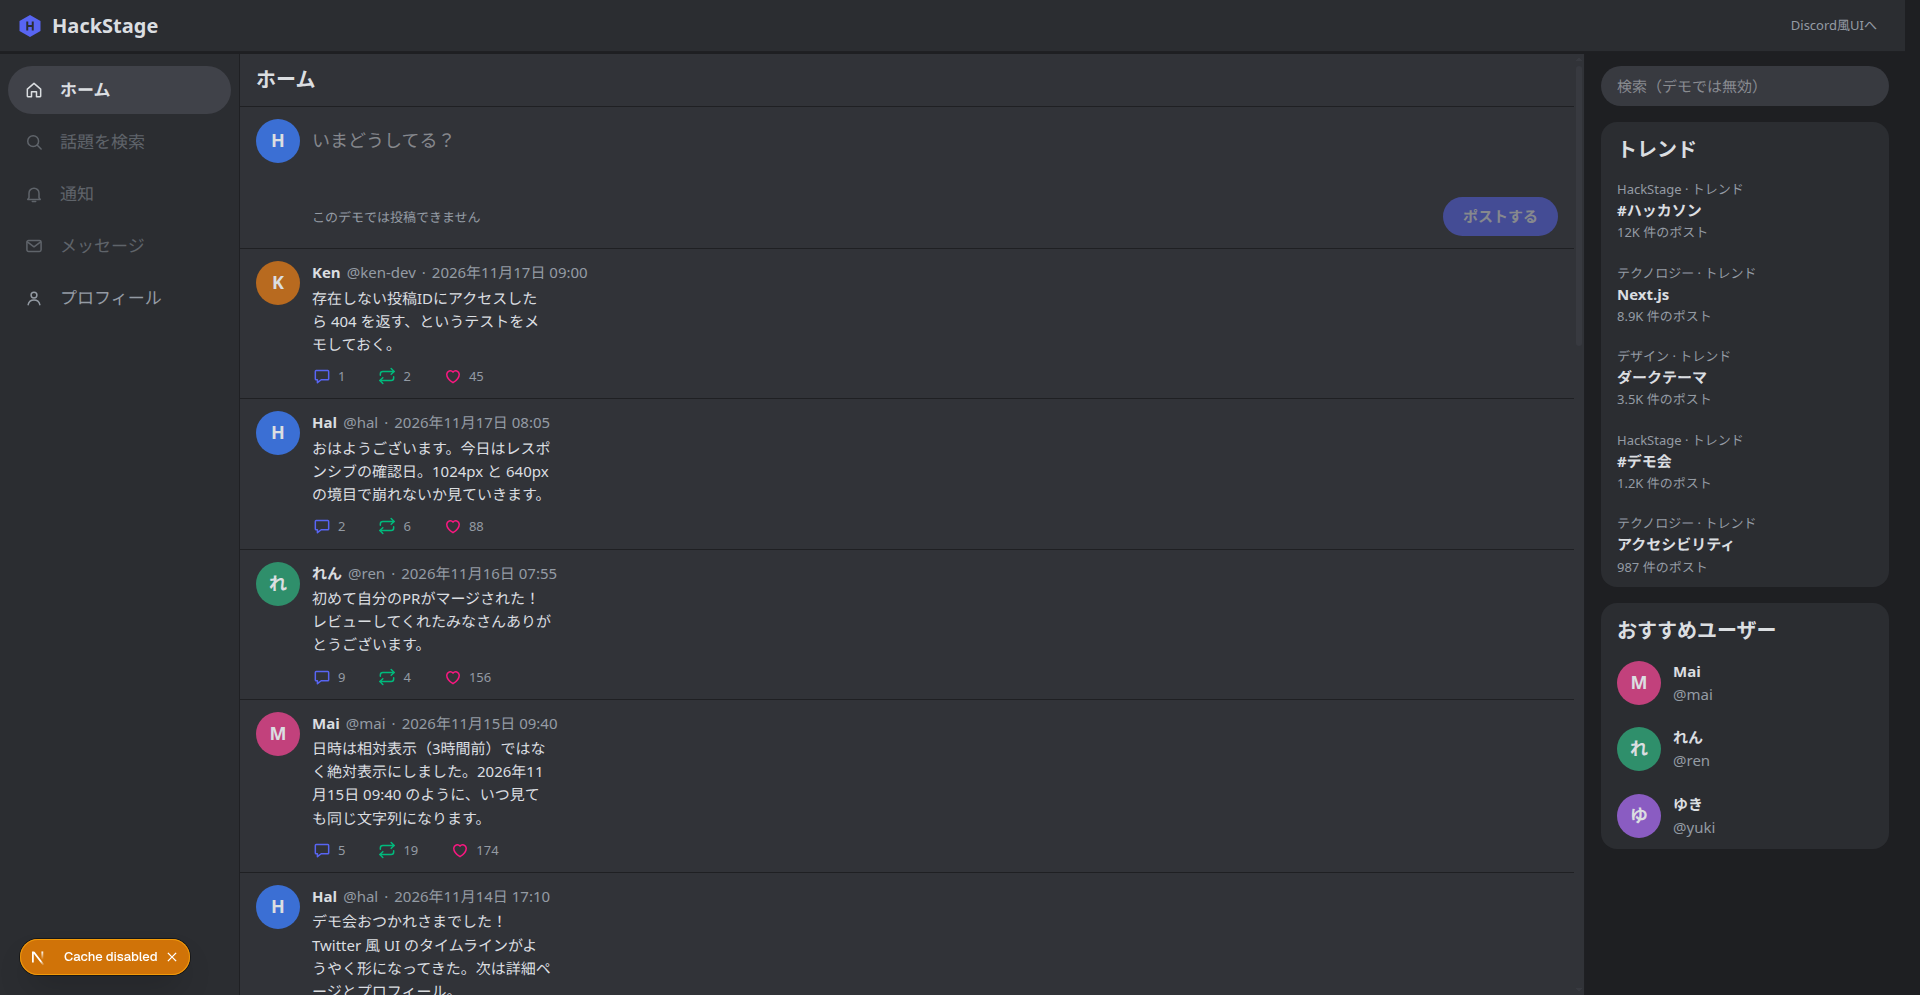 HackStage
Discord風UIへ
ホーム
話題を検索
通知
メッセージ
プロフィール
ホーム
H
いまどうしてる？
このデモでは投稿できません
ポストする
K
Ken @ken-dev · 2026年11月17日 09:00
存在しない投稿IDにアクセスした
ら 404 を返す、というテストをメ
モしておく。
1 2 45
H
Hal @hal · 2026年11月17日 08:05
おはようございます。今日はレスポ
ンシブの確認日。1024px と 640px
の境目で崩れないか見ていきます。
2 6 88
れ
れん @ren · 2026年11月16日 07:55
初めて自分のPRがマージされた！
レビューしてくれたみなさんありが
とうございます。
9 4 156
M
Mai @mai · 2026年11月15日 09:40
日時は相対表示（3時間前）ではな
く絶対表示にしました。2026年11
月15日 09:40 のように、いつ見て
も同じ文字列になります。
5 19 174
H
Hal @hal · 2026年11月14日 17:10
デモ会おつかれさまでした！
Twitter 風 UI のタイムラインがよ
うやく形になってきた。次は詳細ペ
ージとプロフィール。
検索（デモでは無効）
トレンド
HackStage · トレンド
#ハッカソン
12K 件のポスト
テクノロジー · トレンド
Next.js
8.9K 件のポスト
デザイン · トレンド
ダークテーマ
3.5K 件のポスト
HackStage · トレンド
#デモ会
1.2K 件のポスト
テクノロジー · トレンド
アクセシビリティ
987 件のポスト
おすすめユーザー
M
Mai
@mai
れ
れん
@ren
ゆ
ゆき
@yuki
N Cache disabled